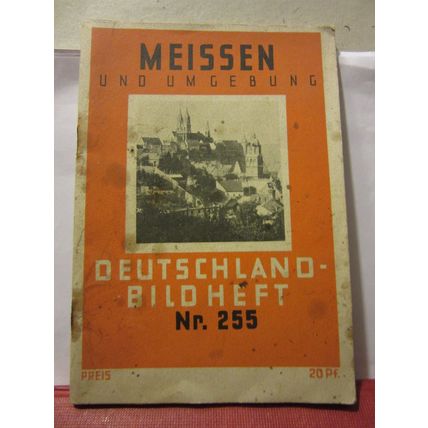 MEISSEN
UND UMGEBUNG
DEUTSCHLAND-
BILDHEFT
Nr. 255
PREIS 20 Pf.